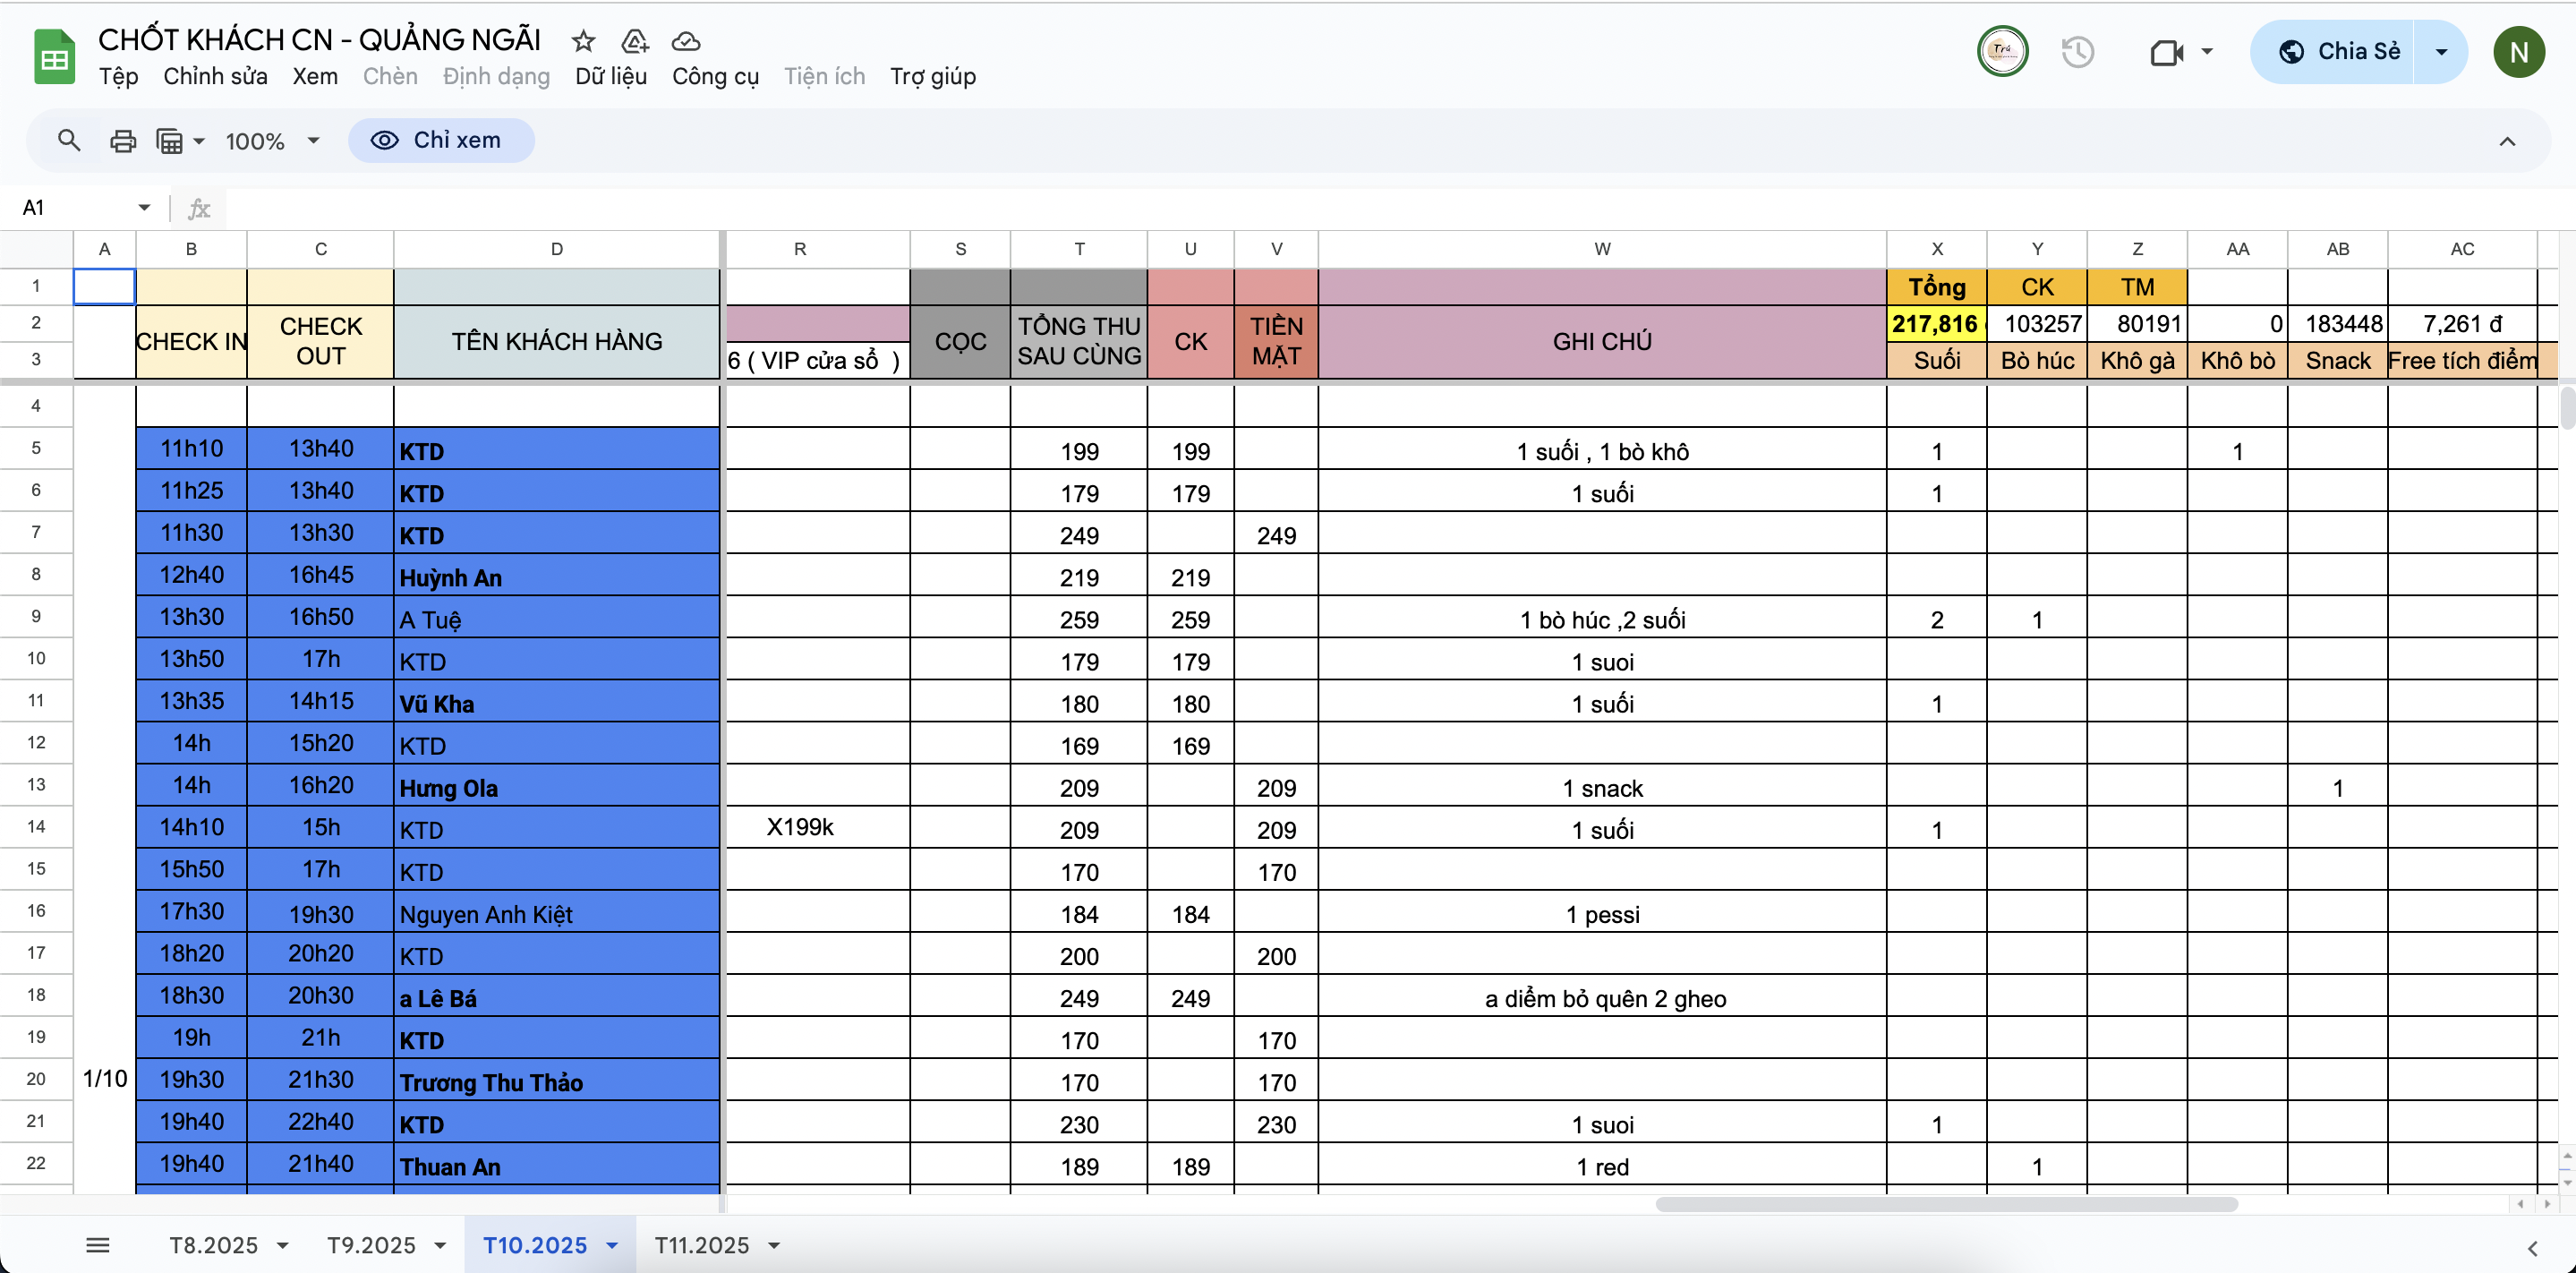 CHỐT KHÁCH CN - QUẢNG NGÃI
Tệp Chỉnh sửa Xem Chèn Định dạng Dữ liệu Công cụ Tiện ích Trợ giúp
Chia Sẻ
N
100% Chỉ xem
A1 fx
A B C D R S T U V W X Y Z AA AB AC
1 Tổng CK TM
2 CHECK IN CHECK OUT TÊN KHÁCH HÀNG CỌC TỔNG THU SAU CÙNG CK TIỀN MẶT GHI CHÚ 217,816 103257 80191 0 183448 7,261 đ
3 6 ( VIP cửa sổ ) Suối Bò húc Khô gà Khô bò Snack Free tích điểm
4
5 11h10 13h40 KTD 199 199 1 suối , 1 bò khô 1 1
6 11h25 13h40 KTD 179 179 1 suối 1
7 11h30 13h30 KTD 249 249
8 12h40 16h45 Huỳnh An 219 219
9 13h30 16h50 A Tuệ 259 259 1 bò húc ,2 suối 2 1
10 13h50 17h KTD 179 179 1 suoi
11 13h35 14h15 Vũ Kha 180 180 1 suối 1
12 14h 15h20 KTD 169 169
13 14h 16h20 Hưng Ola 209 209 1 snack 1
14 14h10 15h KTD X199k 209 209 1 suối 1
15 15h50 17h KTD 170 170
16 17h30 19h30 Nguyen Anh Kiệt 184 184 1 pessi
17 18h20 20h20 KTD 200 200
18 18h30 20h30 a Lê Bá 249 249 a diểm bỏ quên 2 gheo
19 19h 21h KTD 170 170
20 1/10 19h30 21h30 Trương Thu Thảo 170 170
21 19h40 22h40 KTD 230 230 1 suoi 1
22 19h40 21h40 Thuan An 189 189 1 red 1
T8.2025 T9.2025 T10.2025 T11.2025